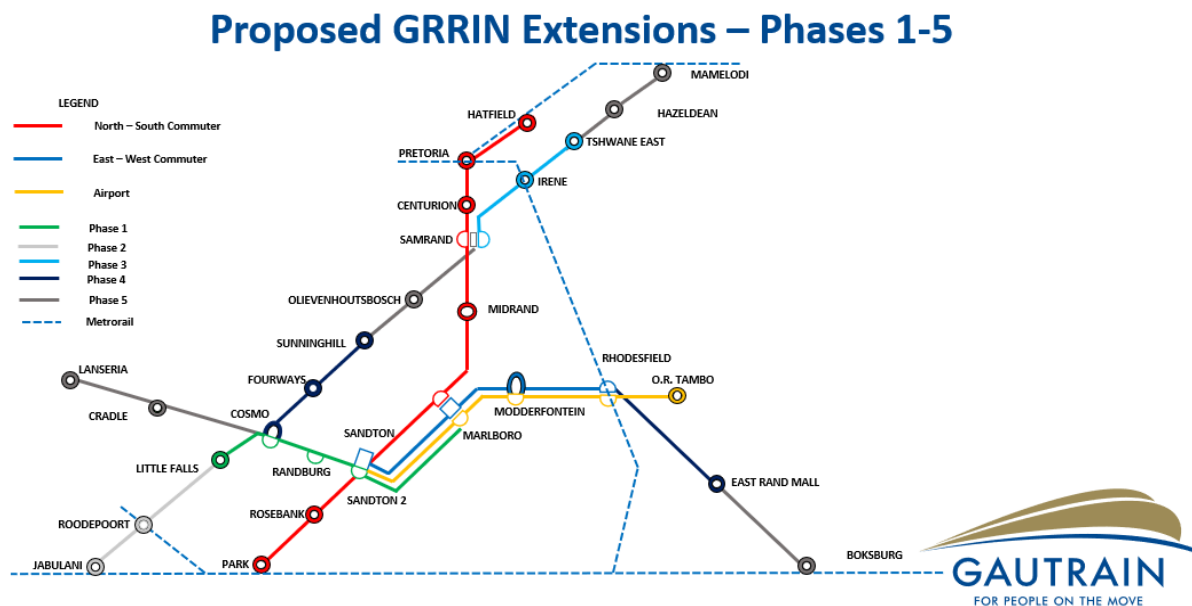 Proposed GRRIN Extensions – Phases 1-5
LEGEND
North – South Commuter
East – West Commuter
Airport
Phase 1
Phase 2
Phase 3
Phase 4
Phase 5
Metrorail
MAMELODI
HAZELDEAN
HATFIELD
TSHWANE EAST
PRETORIA
IRENE
CENTURION
SAMRAND
OLIEVENHOUTSBOSCH
MIDRAND
SUNNINGHILL
RHODESFIELD
LANSERIA
FOURWAYS
O.R. TAMBO
CRADLE
COSMO
MODDERFONTEIN
SANDTON
MARLBORO
LITTLE FALLS
RANDBURG
EAST RAND MALL
SANDTON 2
ROSEBANK
ROODEPOORT
BOKSBURG
JABULANI
PARK
GAUTRAIN
FOR PEOPLE ON THE MOVE